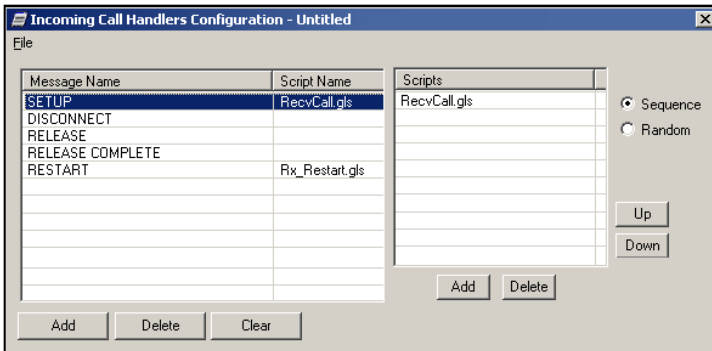 Incoming Call Handlers Configuration - Untitled
File
Message Name Script Name
SETUP RecvCall.gls
DISCONNECT
RELEASE
RELEASE COMPLETE
RESTART Rx_Restart.gls
Add Delete Clear
Scripts
RecvCall.gls
Add Delete
Sequence
Random
Up
Down